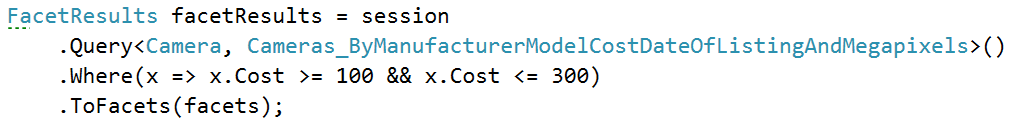 FacetResults facetResults = session
    .Query<Camera, Cameras_ByManufacturerModelCostDateOfListingAndMegapixels>()
    .Where(x => x.Cost >= 100 && x.Cost <= 300)
    .ToFacets(facets);